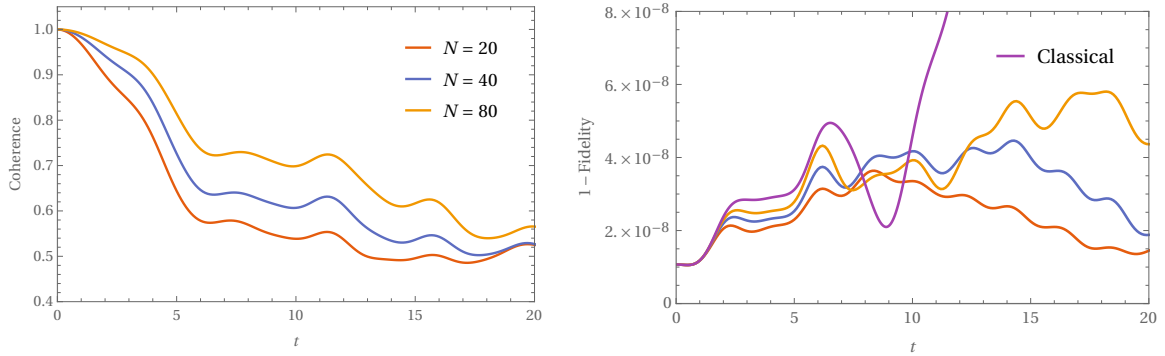 1.0
0.9
0.8
0.7
0.6
0.5
0.4
Coherence
0
5
10
15
20
t
N = 20
N = 40
N = 80
8. × 10⁻⁸
6. × 10⁻⁸
4. × 10⁻⁸
2. × 10⁻⁸
0
1 − Fidelity
0
5
10
15
20
t
Classical